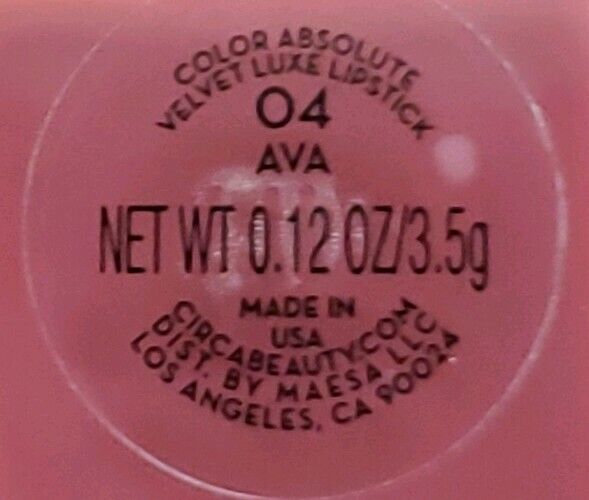 COLOR ABSOLUTE
VELVET LUXE LIPSTICK
04
AVA
NET WT 0.12 OZ/3.5g
MADE IN
USA
CIRCABEAUTY.COM
DIST. BY MAESA LLC
LOS ANGELES, CA 90024